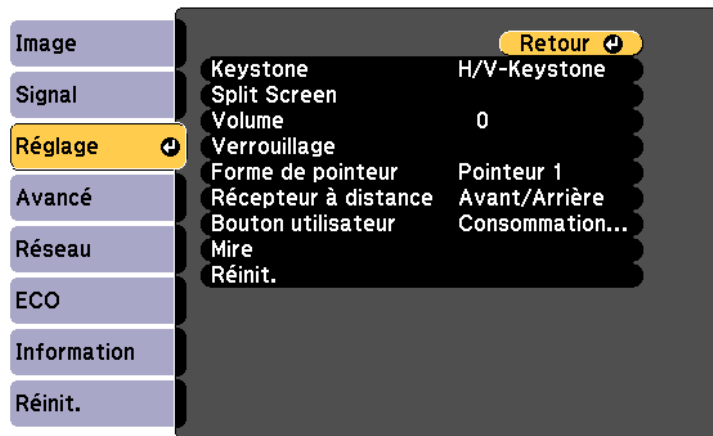 Image
Signal
Réglage
Avancé
Réseau
ECO
Information
Réinit.
Retour
Keystone H/V-Keystone
Split Screen
Volume 0
Verrouillage
Forme de pointeur Pointeur 1
Récepteur à distance Avant/Arrière
Bouton utilisateur Consommation...
Mire
Réinit.